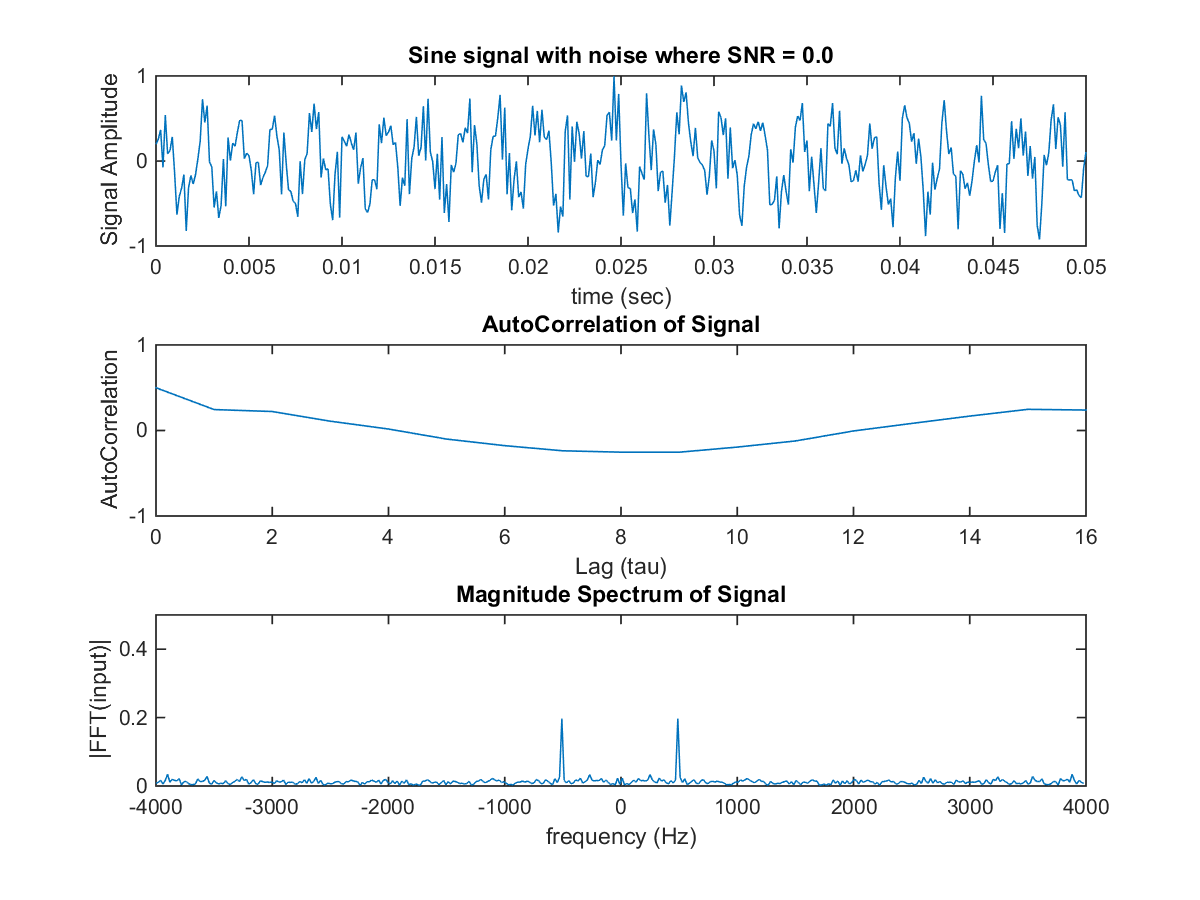 Sine signal with noise where SNR = 0.0
Signal Amplitude
1
0
-1
0 0.005 0.01 0.015 0.02 0.025 0.03 0.035 0.04 0.045 0.05
time (sec)
AutoCorrelation of Signal
AutoCorrelation
1
0
-1
0 2 4 6 8 10 12 14 16
Lag (tau)
Magnitude Spectrum of Signal
|FFT(input)|
0.4
0.2
0
-4000 -3000 -2000 -1000 0 1000 2000 3000 4000
frequency (Hz)